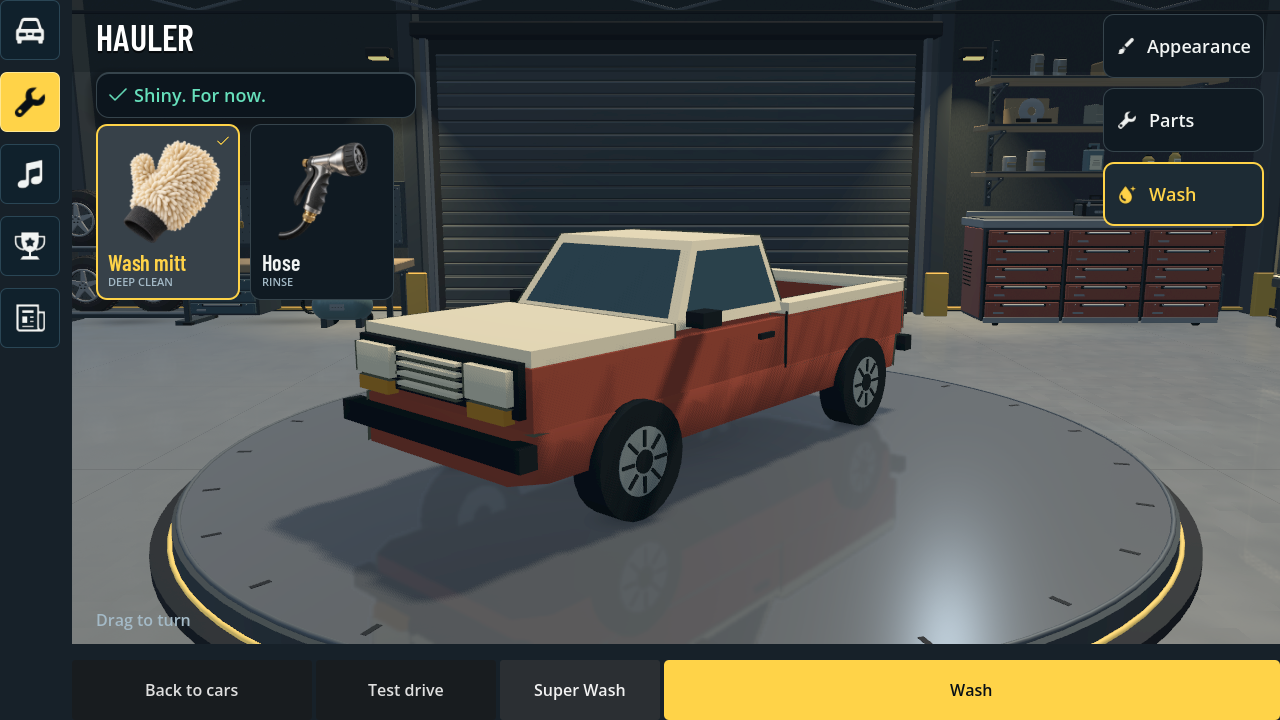 HAULER
Shiny. For now.
Wash mitt
DEEP CLEAN
Hose
RINSE
Appearance
Parts
Wash
Drag to turn
Back to cars
Test drive
Super Wash
Wash